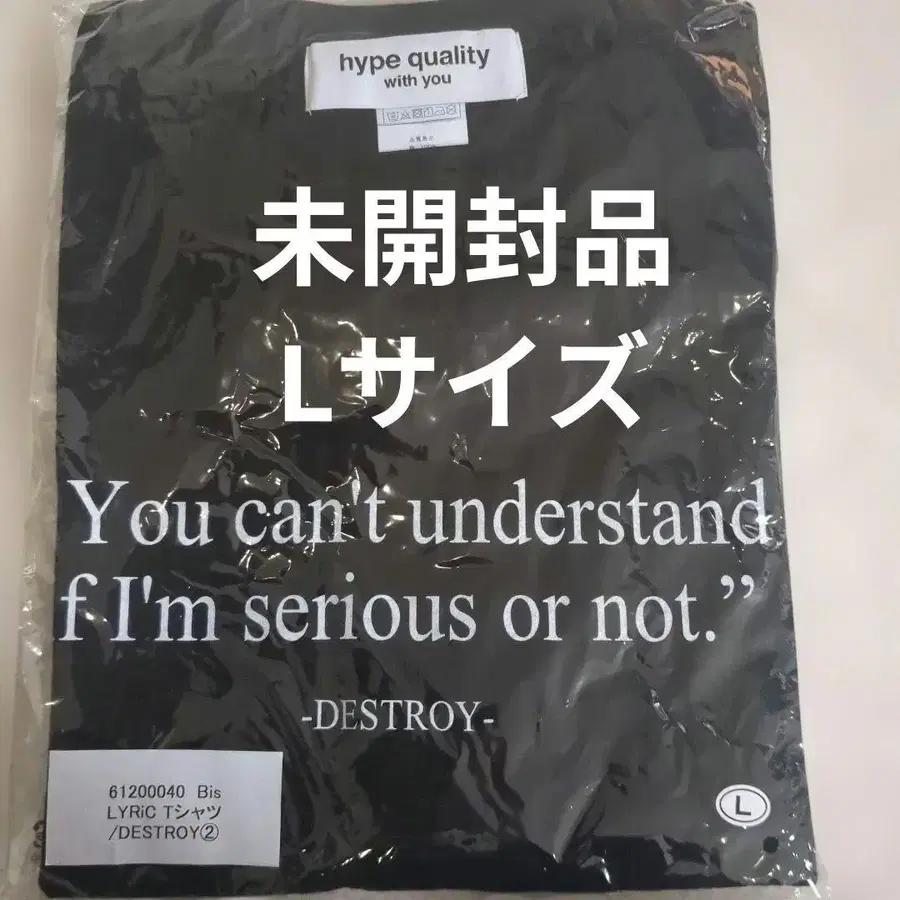 hype quality
with you
未開封品
Lサイズ
You can't understand
f I'm serious or not.”
-DESTROY-
61200040 Bis
LYRiC Tシャツ
/DESTROY②
L